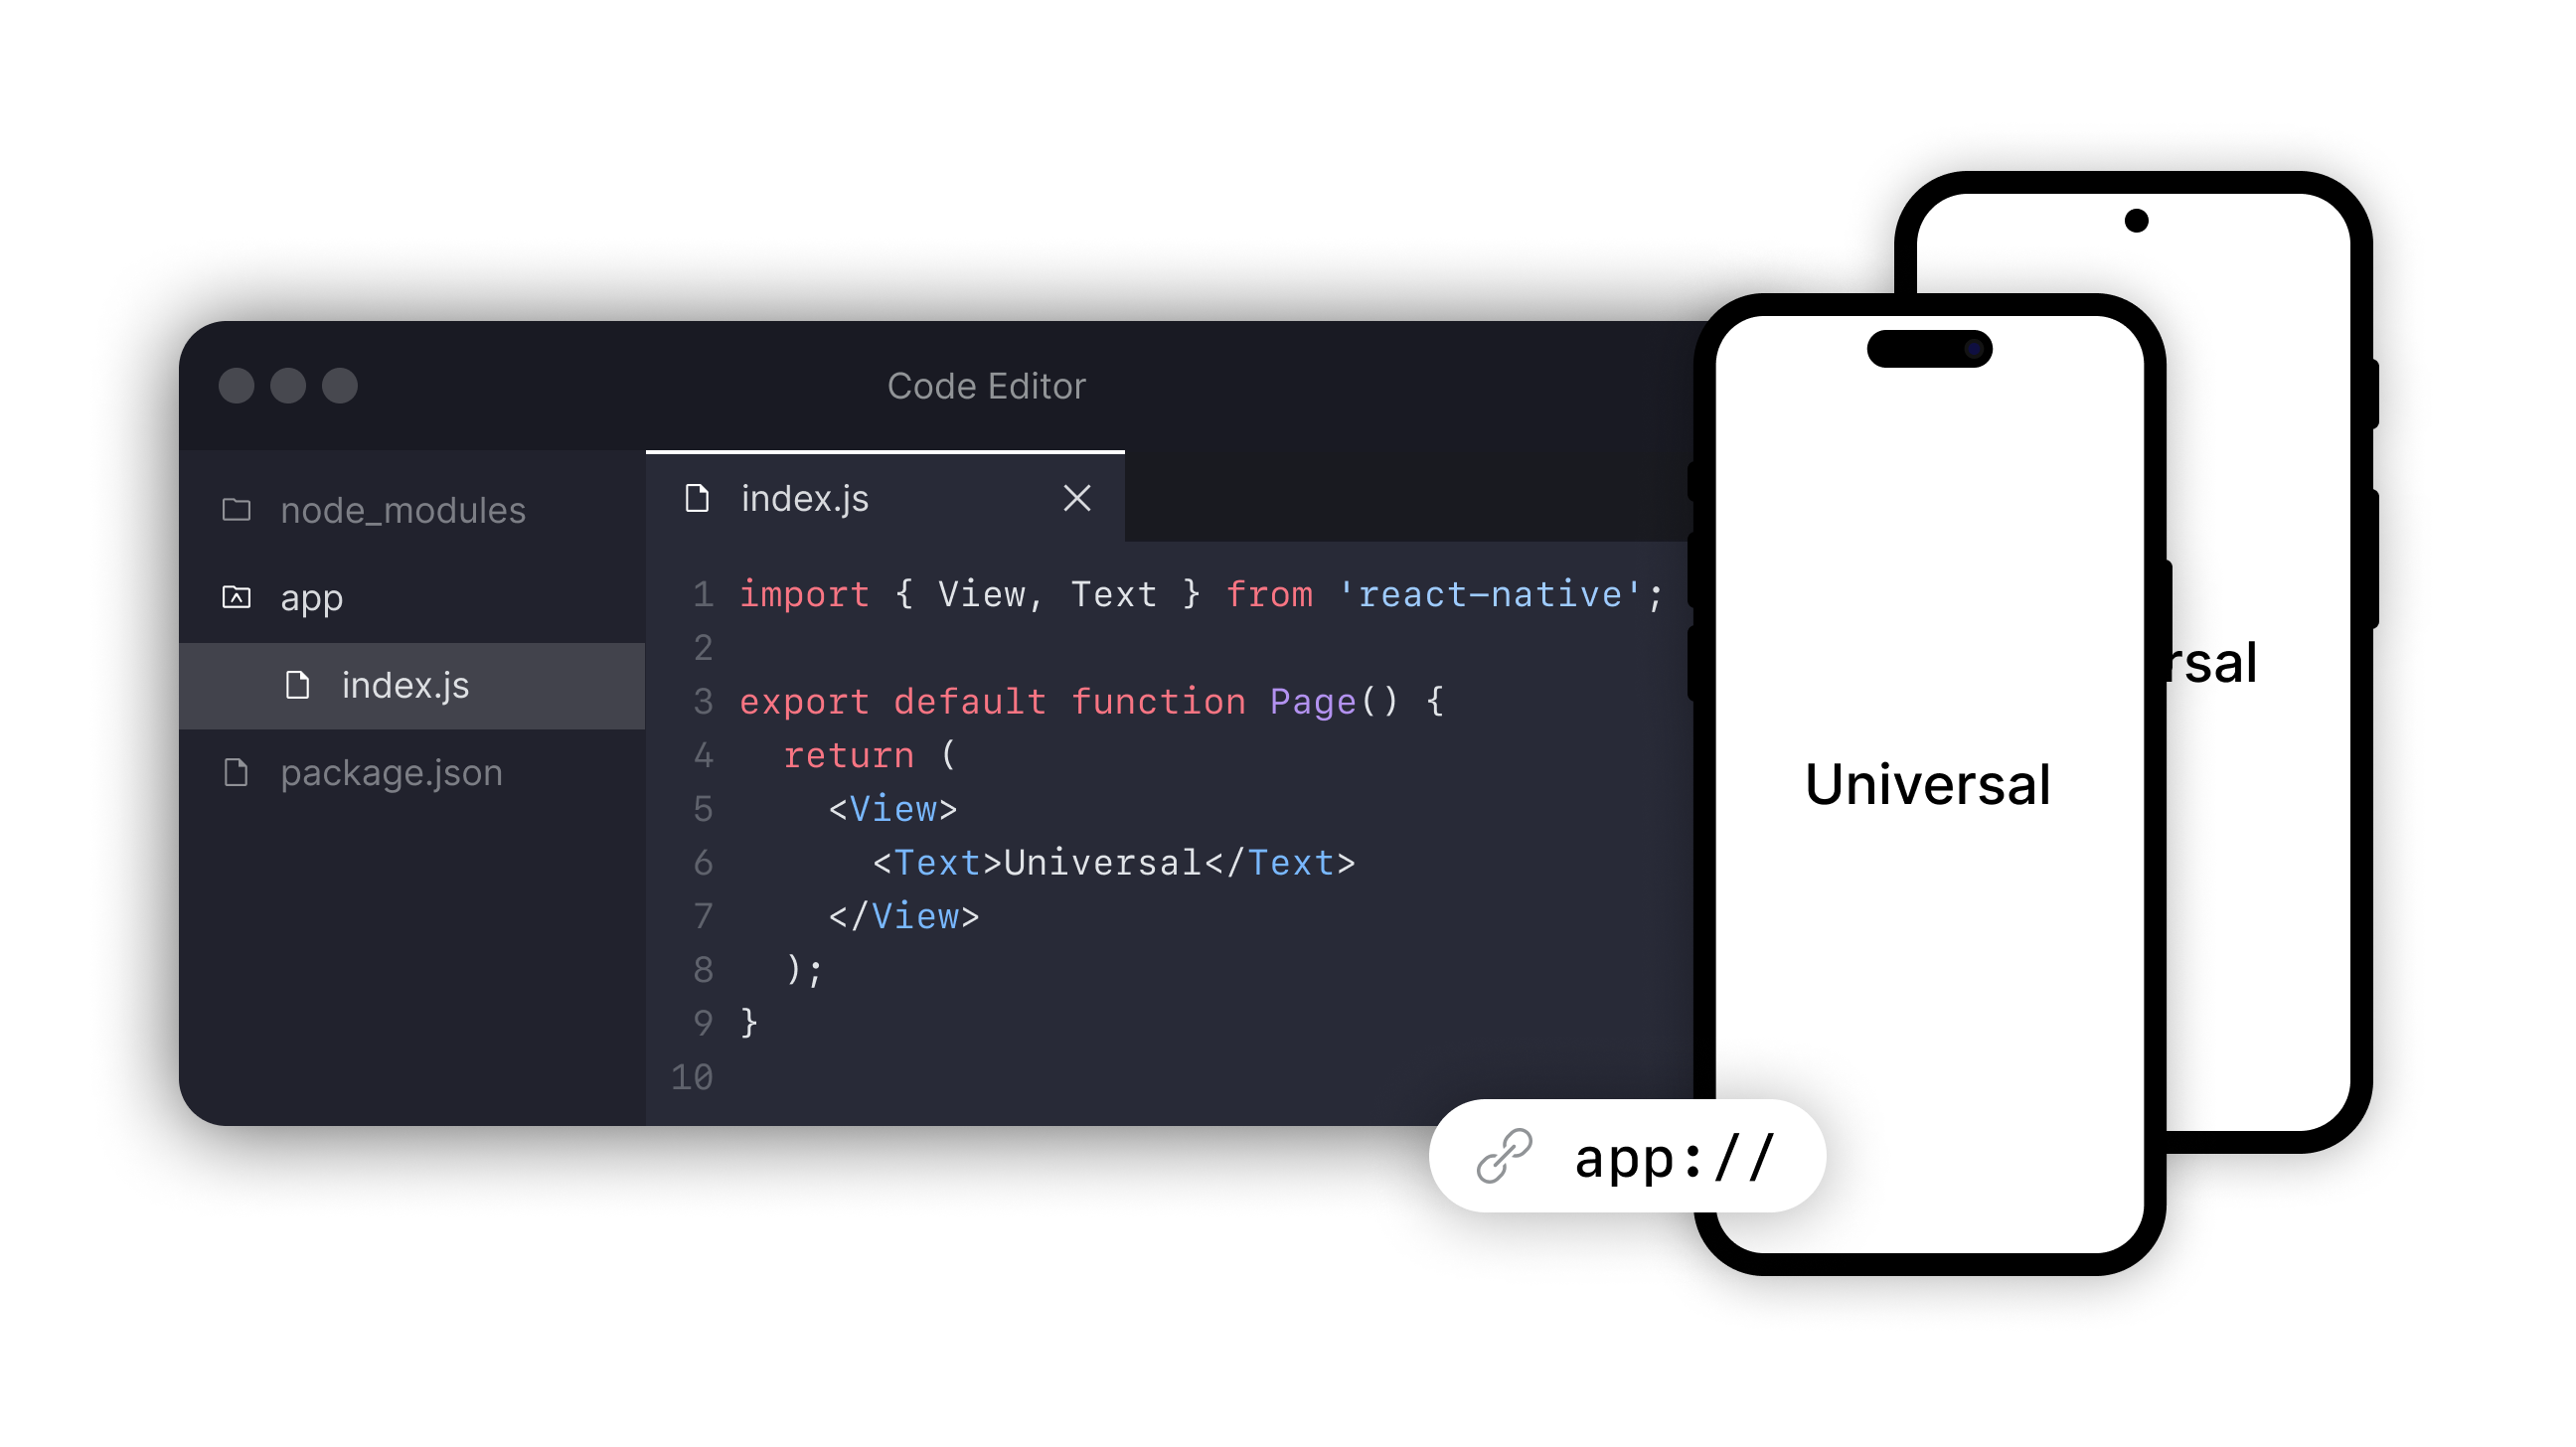 Code Editor
node_modules
app
index.js
package.json
index.js
1 import { View, Text } from 'react-native';
2
3 export default function Page() {
4   return (
5     <View>
6       <Text>Universal</Text>
7     </View>
8   );
9 }
10
Universal
rsal
app://